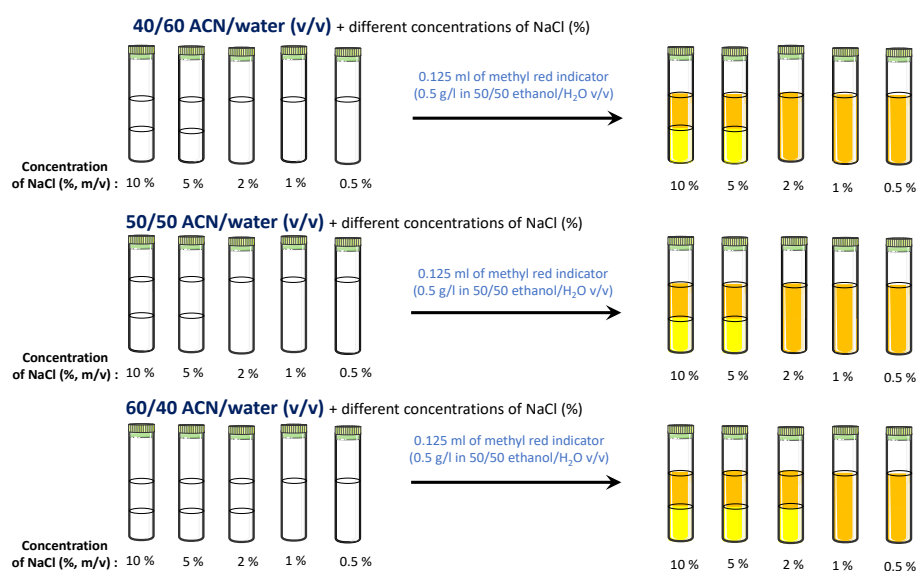 40/60 ACN/water (v/v) + different concentrations of NaCl (%)
0.125 ml of methyl red indicator
(0.5 g/l in 50/50 ethanol/H₂O v/v)
Concentration
of NaCl (%, m/v) : 10 % 5 % 2 % 1 % 0.5 %
10 % 5 % 2 % 1 % 0.5 %
50/50 ACN/water (v/v) + different concentrations of NaCl (%)
0.125 ml of methyl red indicator
(0.5 g/l in 50/50 ethanol/H₂O v/v)
Concentration
of NaCl (%, m/v) : 10 % 5 % 2 % 1 % 0.5 %
10 % 5 % 2 % 1 % 0.5 %
60/40 ACN/water (v/v) + different concentrations of NaCl (%)
0.125 ml of methyl red indicator
(0.5 g/l in 50/50 ethanol/H₂O v/v)
Concentration
of NaCl (%, m/v) : 10 % 5 % 2 % 1 % 0.5 %
10 % 5 % 2 % 1 % 0.5 %